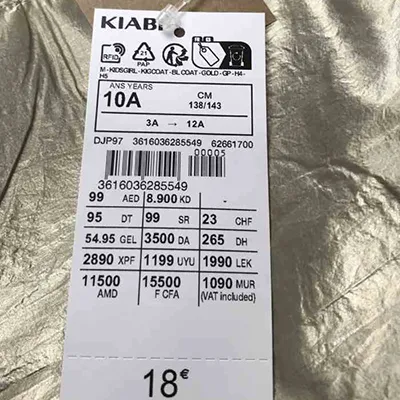 KIABI
RFID
21
PAP
M - KIDSGIRL - KIGCOAT - BL COAT - GOLD - GP - H4 -
H5
ANS YEARS
10A
CM
138/143
3A → 12A
DJP97 3616036285549 62661700
00005
3616036285549
99 AED 8.900 KD -
95 DT 99 SR 23 CHF
54.95 GEL 3500 DA 265 DH
2890 XPF 1199 UYU 1990 LEK
11500 AMD 15500 F CFA 1090 MUR
(VAT included)
18€